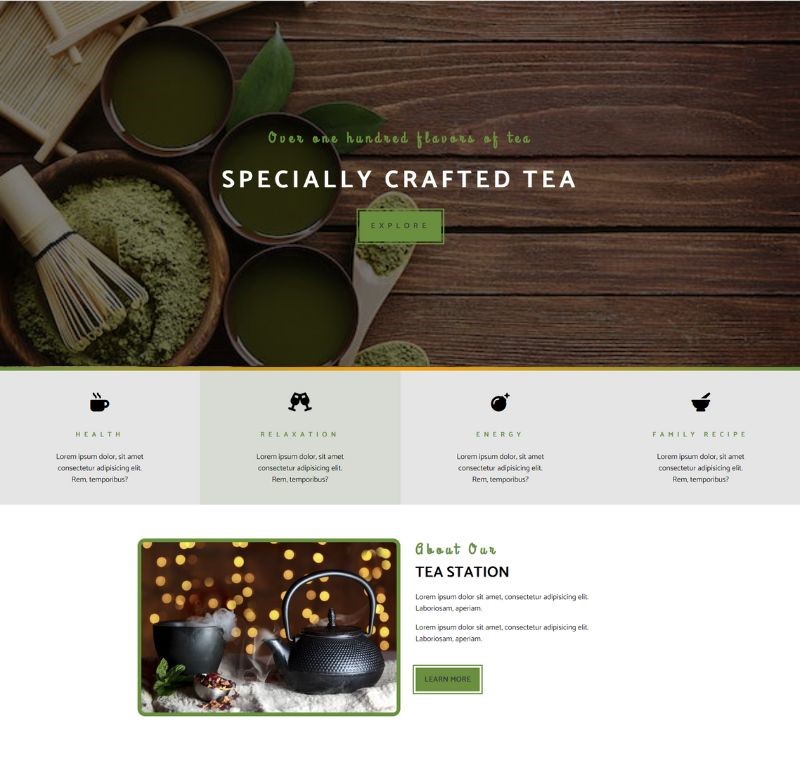 Over one hundred flavors of tea
SPECIALLY CRAFTED TEA
EXPLORE
HEALTH
Lorem ipsum dolor, sit amet
consectetur adipisicing elit.
Rem, temporibus?
RELAXATION
Lorem ipsum dolor, sit amet
consectetur adipisicing elit.
Rem, temporibus?
ENERGY
Lorem ipsum dolor, sit amet
consectetur adipisicing elit.
Rem, temporibus?
FAMILY RECIPE
Lorem ipsum dolor, sit amet
consectetur adipisicing elit.
Rem, temporibus?
About Our
TEA STATION
Lorem ipsum dolor sit amet, consectetur adipisicing elit.
Laboriosam, aperiam.
Lorem ipsum dolor sit amet, consectetur adipisicing elit.
Laboriosam, aperiam.
LEARN MORE